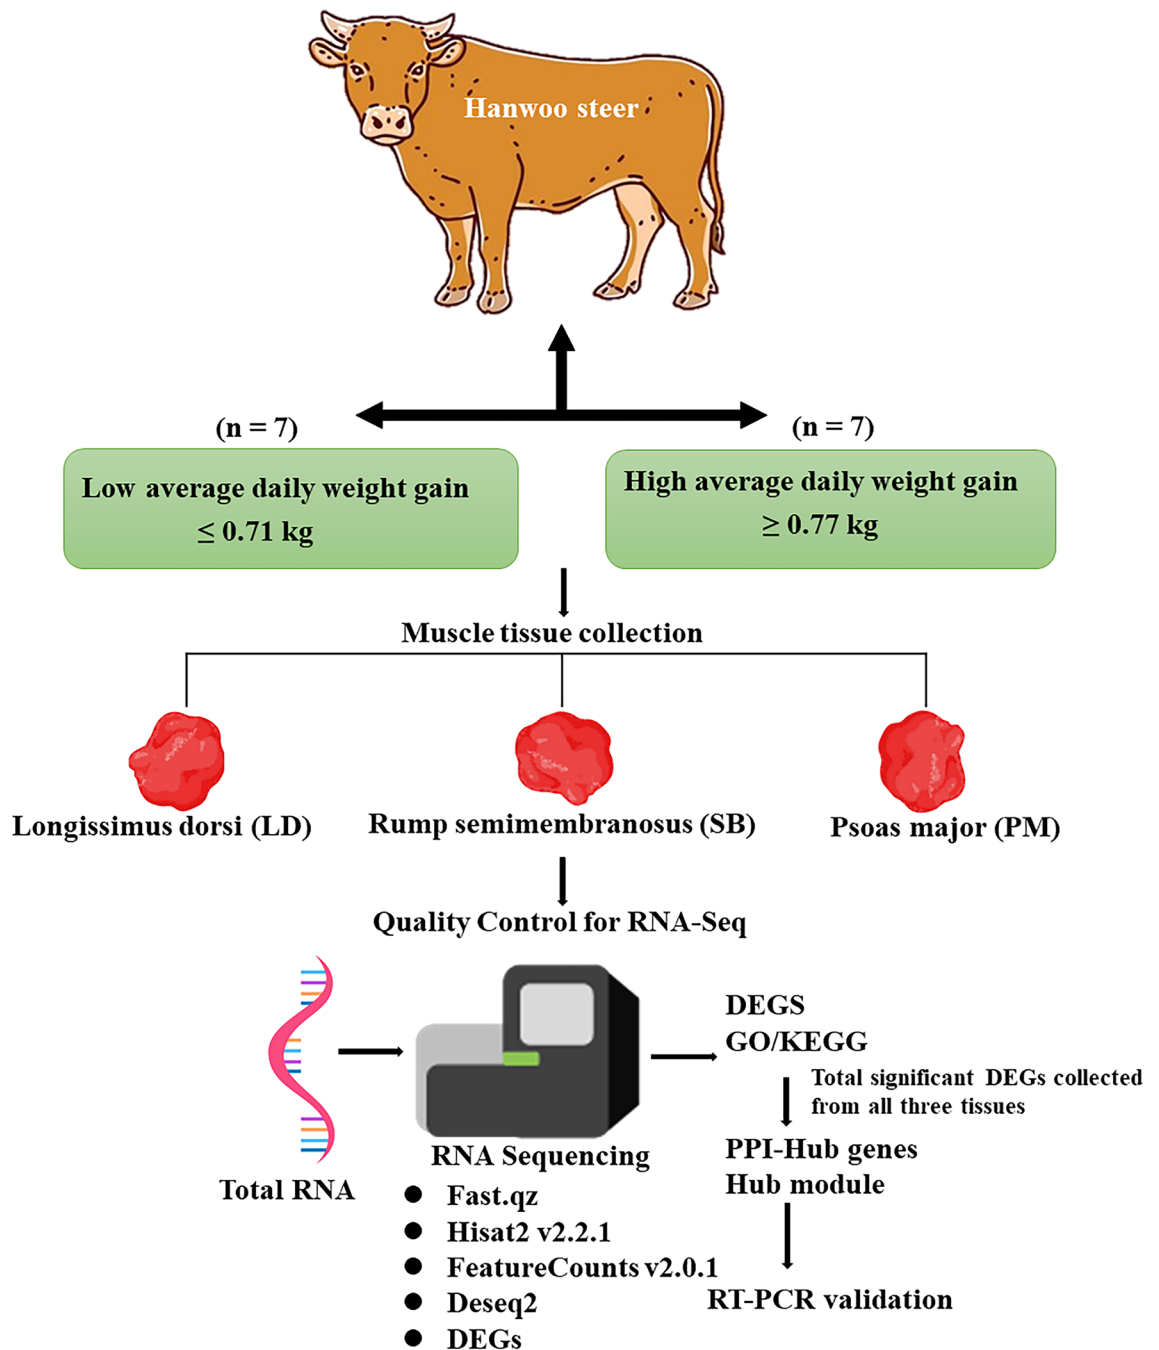 Hanwoo steer
(n = 7)
(n = 7)
Low average daily weight gain
≤ 0.71 kg
High average daily weight gain
≥ 0.77 kg
Muscle tissue collection
Longissimus dorsi (LD)
Rump semimembranosus (SB)
Psoas major (PM)
Quality Control for RNA-Seq
Total RNA
RNA Sequencing
Fast.qz
Hisat2 v2.2.1
FeatureCounts v2.0.1
Deseq2
DEGs
DEGS
GO/KEGG
Total significant DEGs collected
from all three tissues
PPI-Hub genes
Hub module
RT-PCR validation